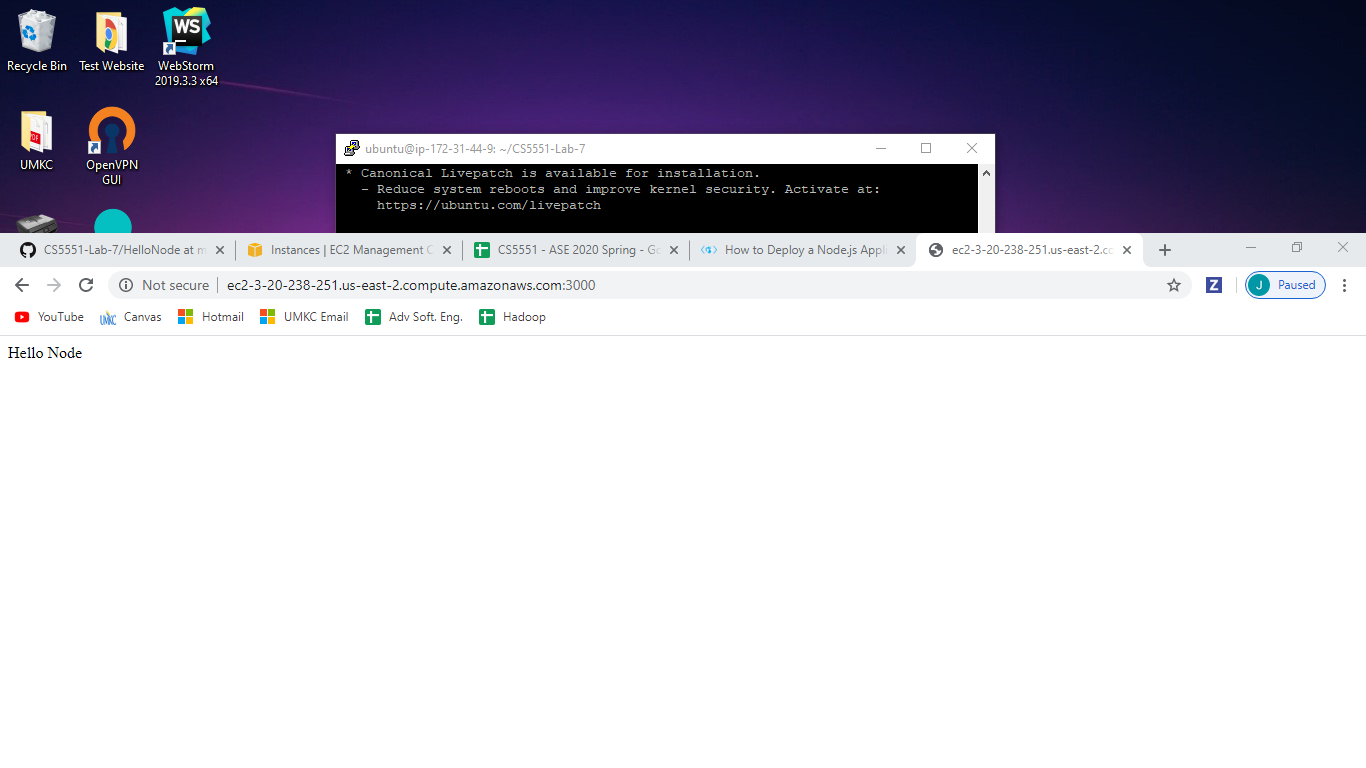 Recycle Bin
Test Website
WS
WebStorm
2019.3.3 x64
PDF
UMKC
OpenVPN
GUI
ubuntu@ip-172-31-44-9: ~/CS5551-Lab-7
* Canonical Livepatch is available for installation.
- Reduce system reboots and improve kernel security. Activate at:
https://ubuntu.com/livepatch
CS5551-Lab-7/HelloNode at m
Instances | EC2 Management C
CS5551 - ASE 2020 Spring - Go
How to Deploy a Node.js Appli
ec2-3-20-238-251.us-east-2.co
Not secure
ec2-3-20-238-251.us-east-2.compute.amazonaws.com:3000
Z
J
Paused
YouTube
UMKC
Canvas
Hotmail
UMKC Email
Adv Soft. Eng.
Hadoop
Hello Node